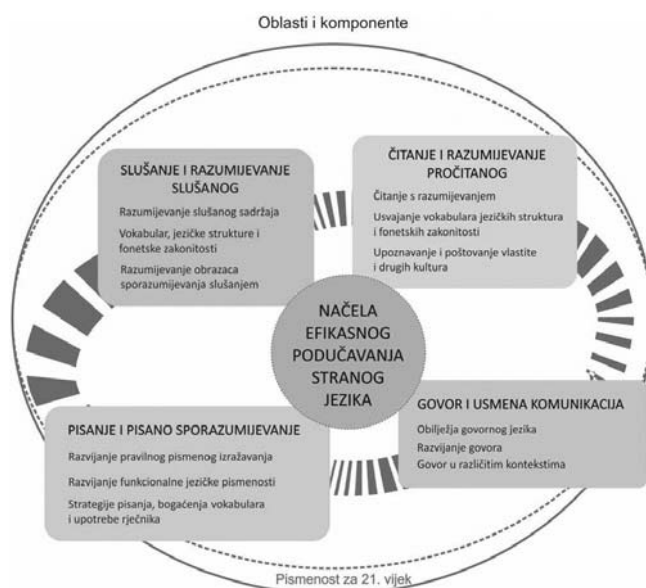 Oblasti i komponente
SLUŠANJE I RAZUMIJEVANJE
SLUŠANOG
Razumijevanje slušanog sadržaja
Vokabular, jezičke strukture i
fonetske zakonitosti
Razumijevanje obrazaca
sporazumijevanja slušanjem
ČITANJE I RAZUMIJEVANJE
PROČITANOG
Čitanje s razumijevanjem
Usvajanje vokabulara jezičkih struktura
i fonetskih zakonitosti
Upoznavanje i poštovanje vlastite
i drugih kultura
NAČELA
EFIKASNOG
PODUČAVANJA
STRANOG
JEZIKA
PISANJE I PISANO SPORAZUMIJEVANJE
Razvijanje pravilnog pismenog izražavanja
Razvijanje funkcionalne jezičke pismenosti
Strategije pisanja, bogaćenja vokabulara
i upotrebe rječnika
GOVOR I USMENA KOMUNIKACIJA
Obilježja govornog jezika
Razvijanje govora
Govor u različitim kontekstima
Pismenost za 21. vijek